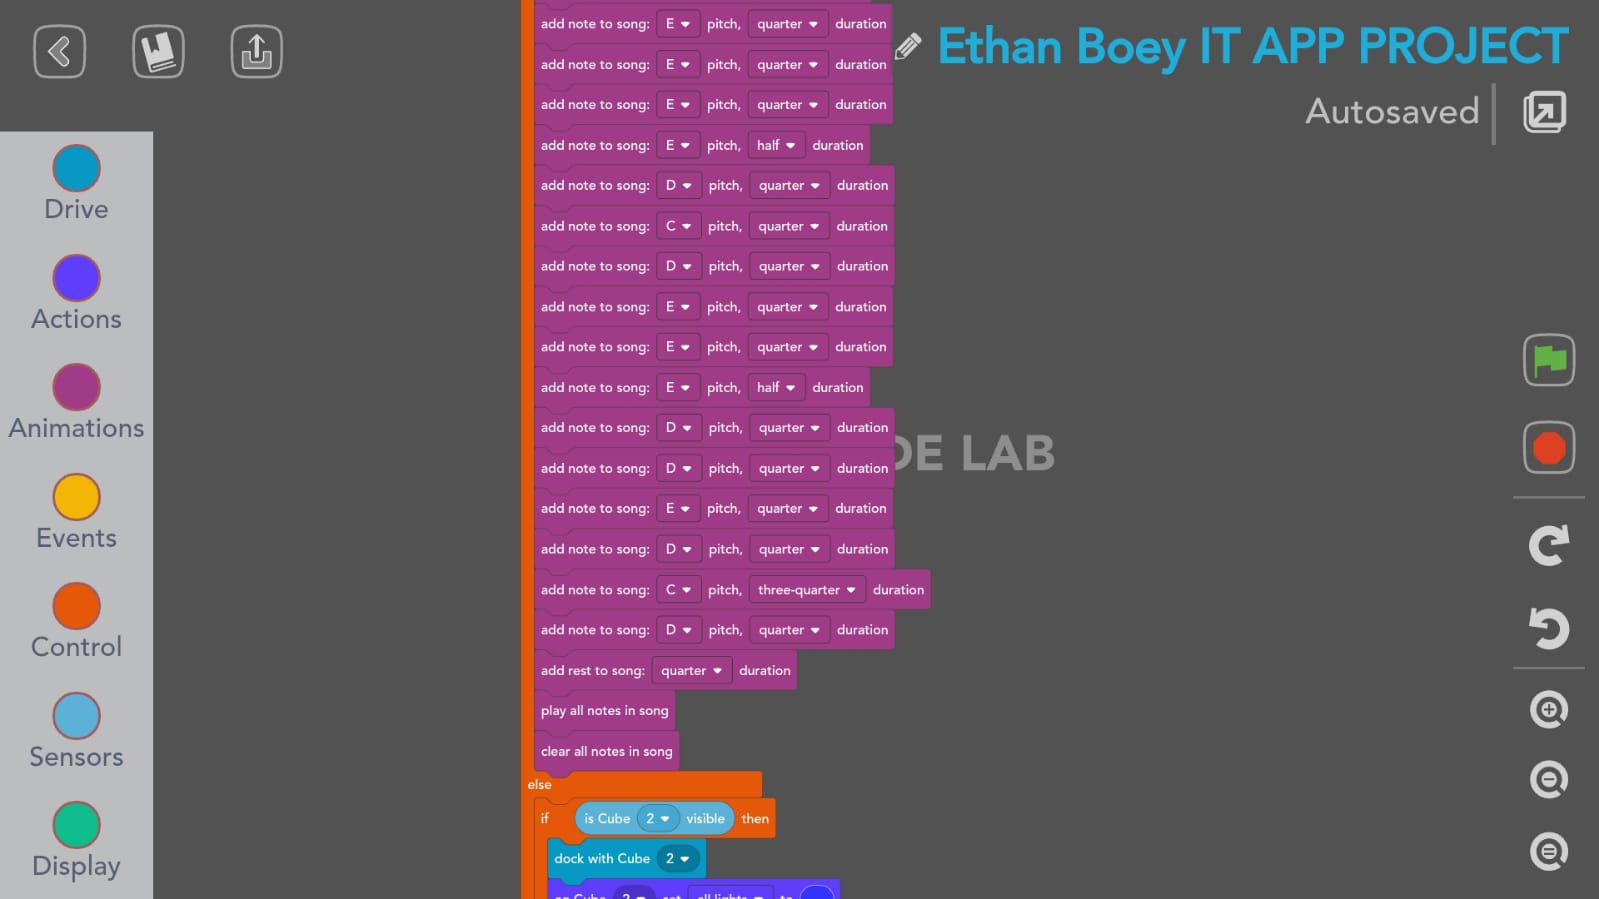 Ethan Boey IT APP PROJECT
Autosaved
Drive
Actions
Animations
Events
Control
Sensors
Display
add note to song: E pitch, quarter duration
add note to song: E pitch, quarter duration
add note to song: E pitch, quarter duration
add note to song: E pitch, half duration
add note to song: D pitch, quarter duration
add note to song: C pitch, quarter duration
add note to song: D pitch, quarter duration
add note to song: E pitch, quarter duration
add note to song: E pitch, quarter duration
add note to song: E pitch, half duration
add note to song: D pitch, quarter duration
add note to song: D pitch, quarter duration
add note to song: E pitch, quarter duration
add note to song: D pitch, quarter duration
add note to song: C pitch, three-quarter duration
add note to song: D pitch, quarter duration
add rest to song: quarter duration
play all notes in song
clear all notes in song
else
if is Cube 2 visible then
dock with Cube 2
DE LAB